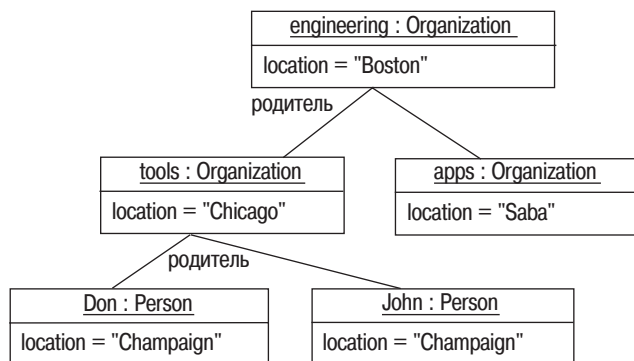 engineering : Organization
location = "Boston"
родитель
tools : Organization
location = "Chicago"
apps : Organization
location = "Saba"
родитель
Don : Person
location = "Champaign"
John : Person
location = "Champaign"